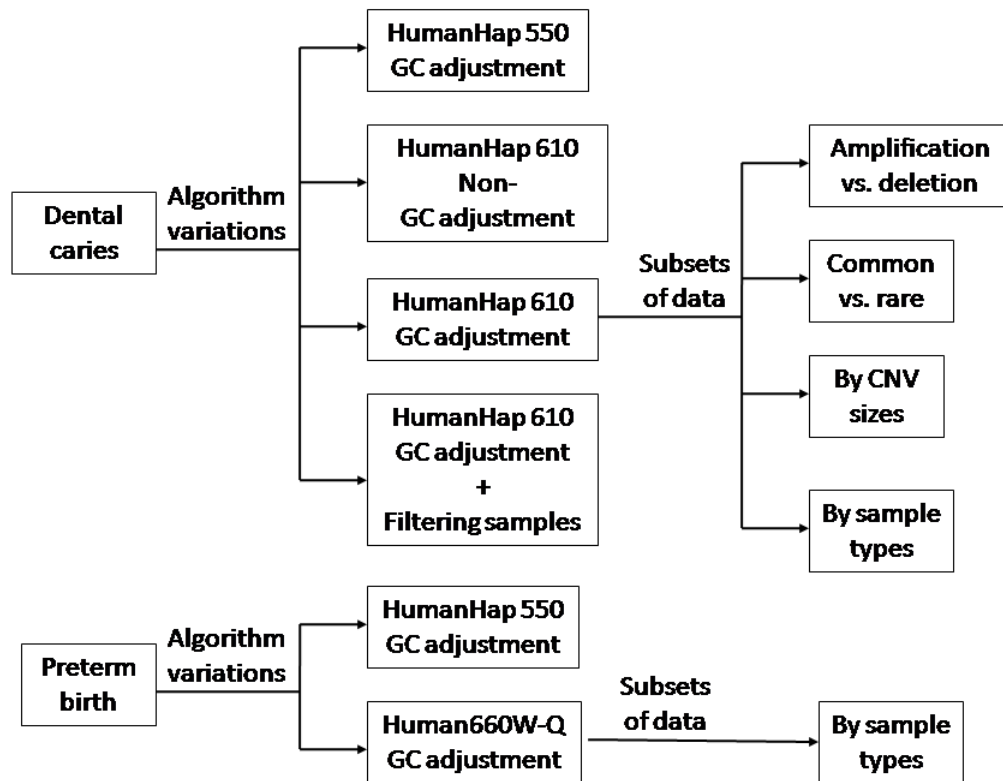 HumanHap 550
GC adjustment
HumanHap 610
Non-
GC adjustment
Amplification
vs. deletion
Dental
caries
Algorithm
variations
Subsets
of data
Common
vs. rare
HumanHap 610
GC adjustment
By CNV
sizes
HumanHap 610
GC adjustment
+
Filtering samples
By sample
types
Preterm
birth
Algorithm
variations
HumanHap 550
GC adjustment
Human660W-Q
GC adjustment
Subsets
of data
By sample
types